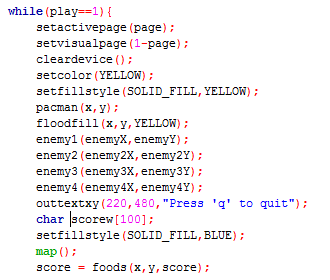 while(play==1){
setactivepage(page);
setvisualpage(1-page);
cleardevice();
setcolor(YELLOW);
setfillstyle(SOLID_FILL,YELLOW);
pacman(x,y);
floodfill(x,y,YELLOW);
enemy1(enemyX,enemyY);
enemy2(enemy2X,enemy2Y);
enemy3(enemy3X,enemy3Y);
enemy4(enemy4X,enemy4Y);
outtextxy(220,480,"Press 'q' to quit");
char scorew[100];
setfillstyle(SOLID_FILL,BLUE);
map();
score = foods(x,y,score);